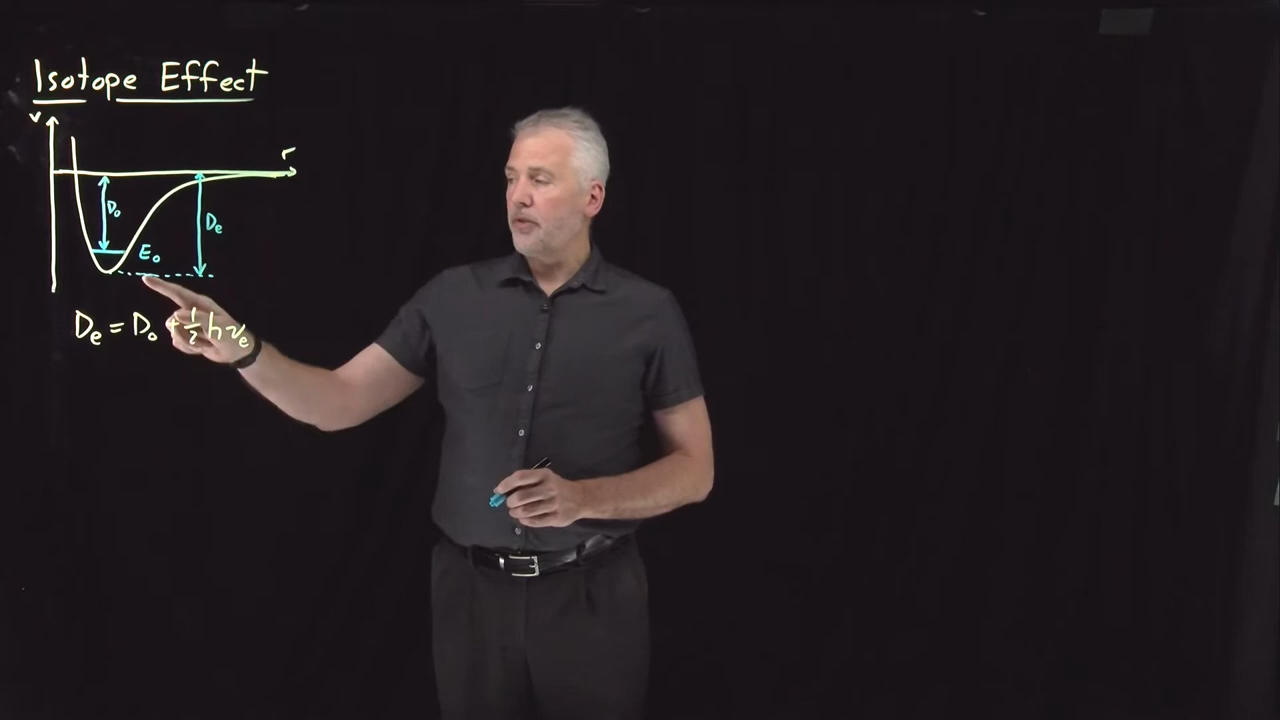 Isotope Effect
V
r
D₀
Dₑ
E₀
Dₑ = D₀ + ½ hνₑ